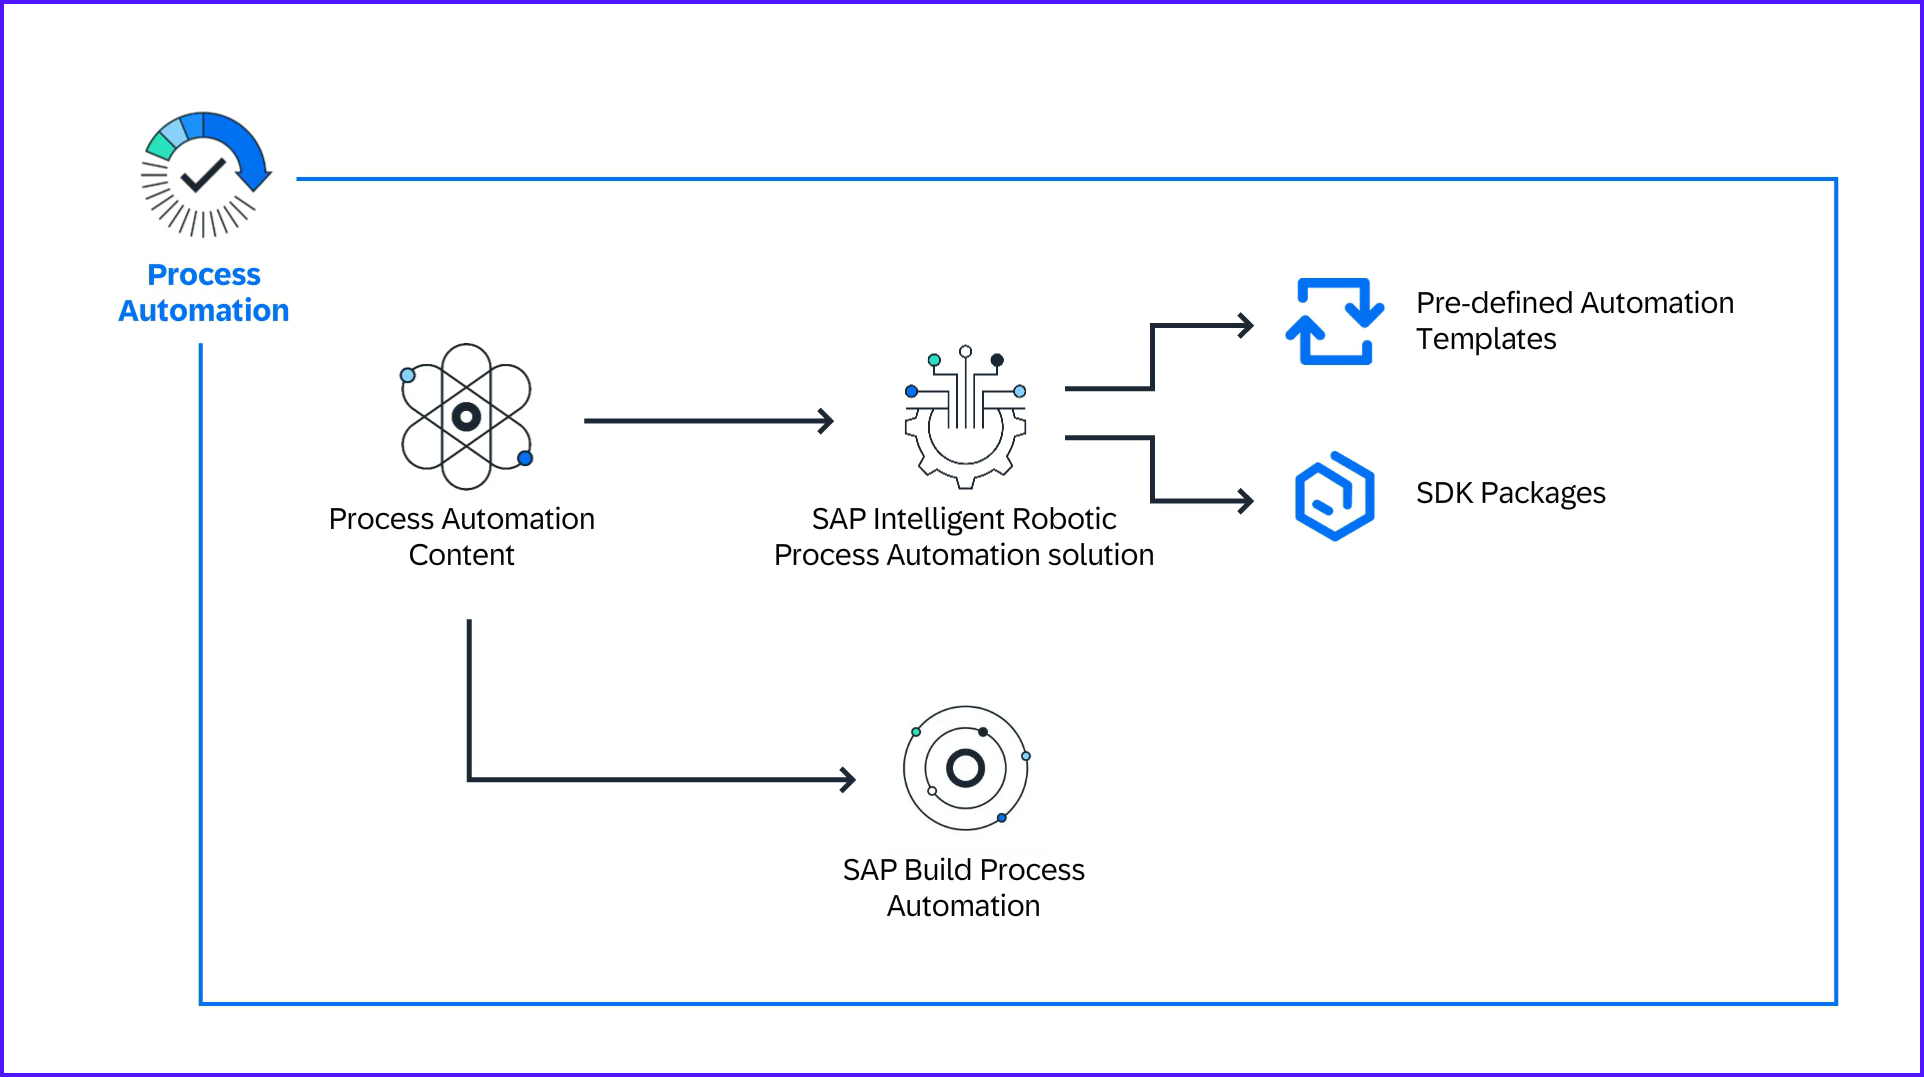 Process
Automation
Process Automation
Content
SAP Intelligent Robotic
Process Automation solution
Pre-defined Automation
Templates
SDK Packages
SAP Build Process
Automation